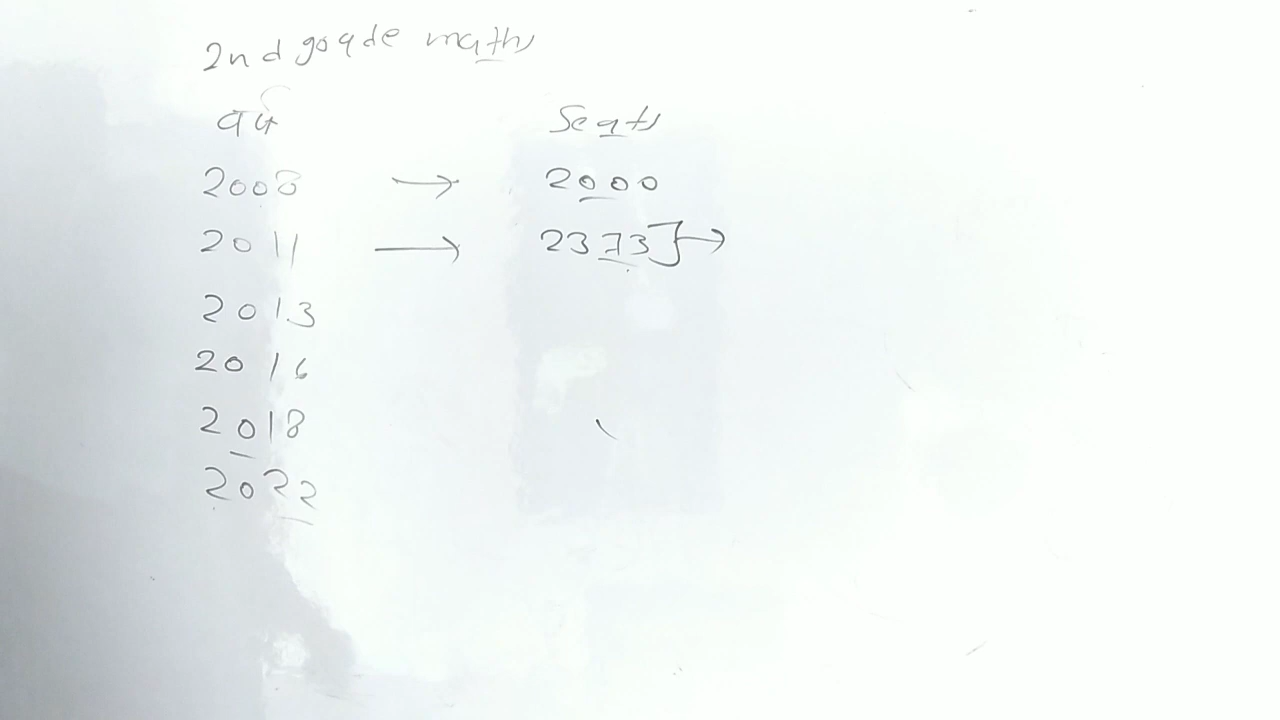 2nd grade maths
वर्ष Seats
2008 → 2000
2011 → 2373} →
2013
2016
2018
2022